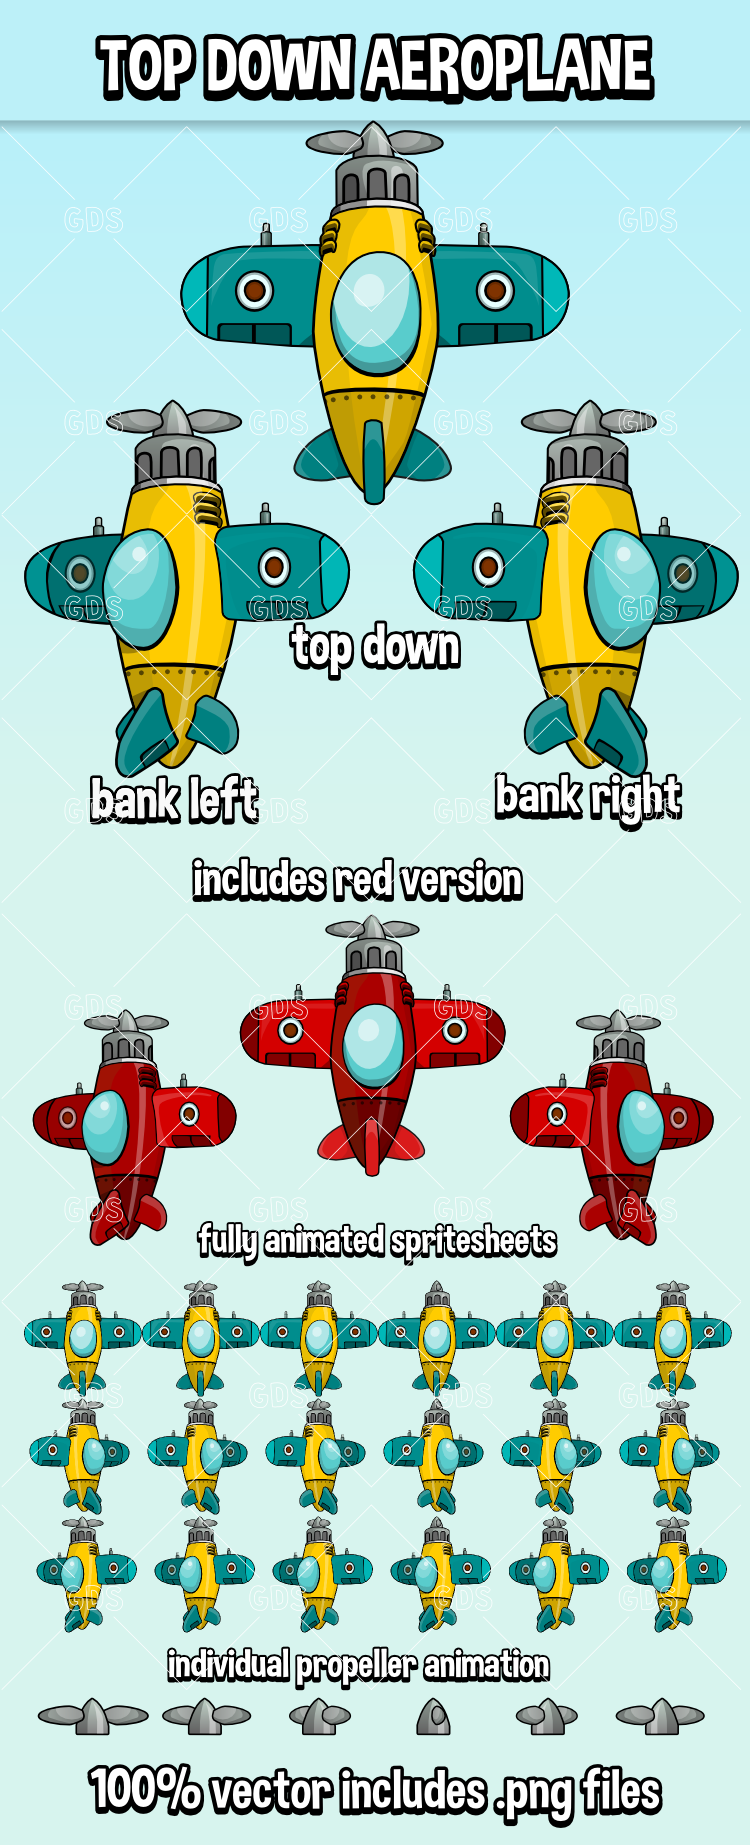 TOP DOWN AEROPLANE
top down
bank left
bank right
includes red version
fully animated spritesheets
individual propeller animation
100% vector includes .png files
GDS